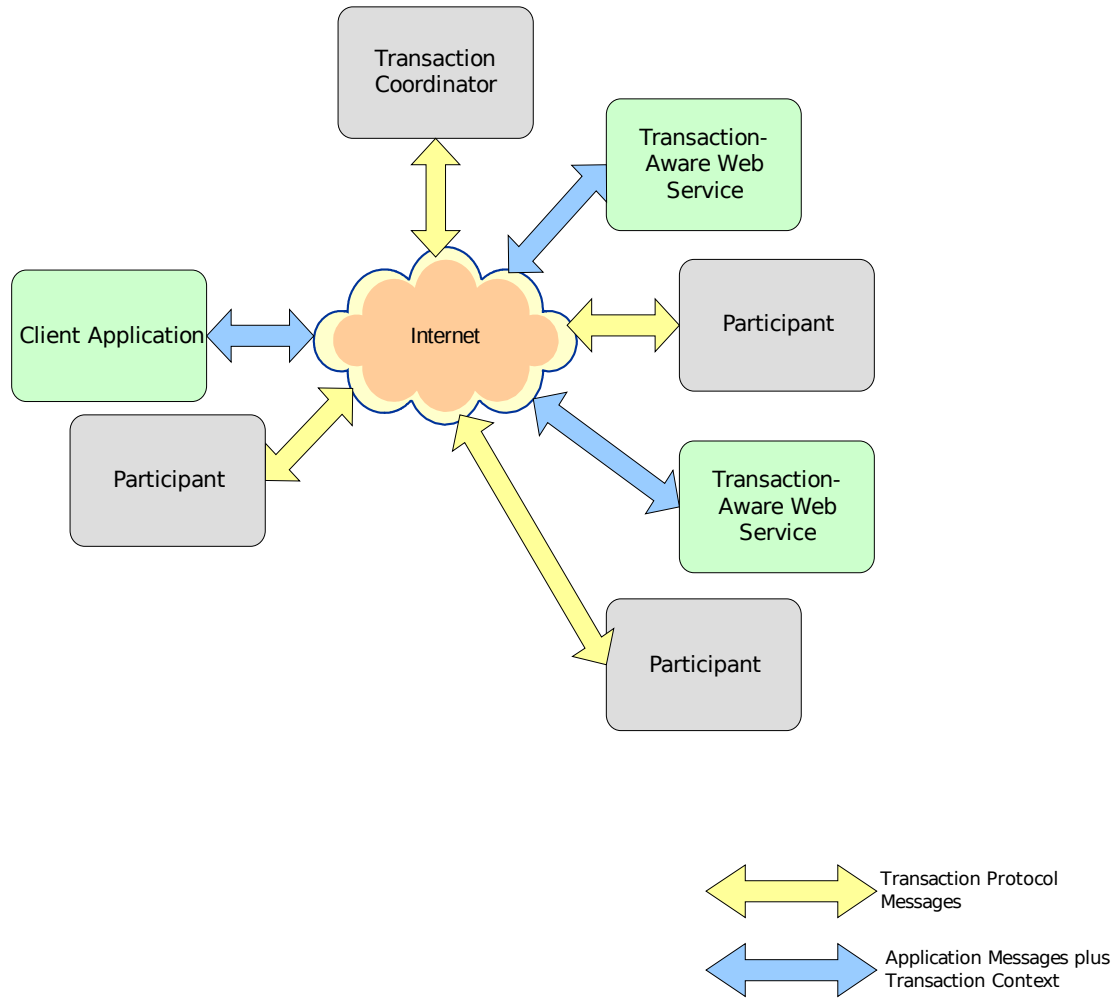 Transaction
Coordinator
Transaction-
Aware Web
Service
Client Application
Internet
Participant
Participant
Transaction-
Aware Web
Service
Participant
Transaction Protocol
Messages
Application Messages plus
Transaction Context